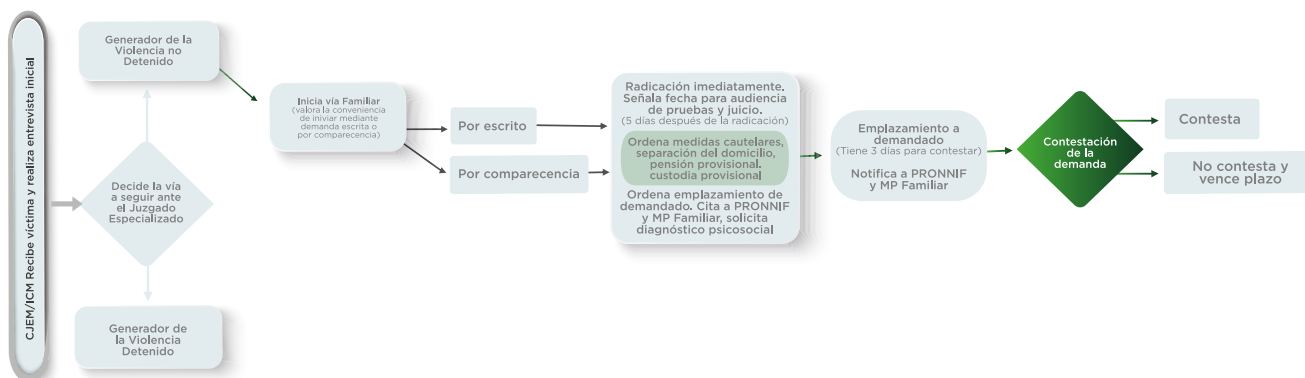 CJEM/ICM Recibe víctima y realiza entrevista inicial
Generador de la
Violencia no
Detenido
Decide la vía
a seguir ante
el Juzgado
Especializado
Generador de
la Violencia
Detenido
Inicia vía Familiar
(valora la conveniencia
de iniviar mediante
demanda escrita o
por comparecencia)
Por escrito
Por comparecencia
Radicación imediatamente.
Señala fecha para audiencia
de pruebas y juicio.
(5 días después de la radicación)
Ordena medidas cautelares,
separación del domicilio,
pensión provisional.
custodia provisional
Ordena emplazamiento de
demandado. Cita a PRONNIF
y MP Familiar, solicita
diagnóstico psicosocial
Emplazamiento a
demandado
(Tiene 3 días para contestar)
Notifica a PRONNIF
y MP Familiar
Contestación
de la
demanda
Contesta
No contesta y
vence plazo